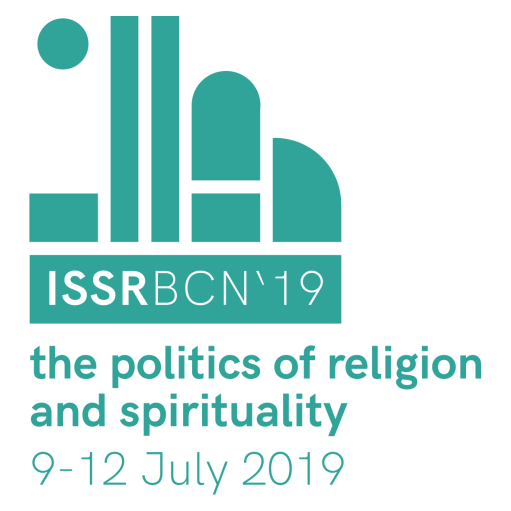 ISSRBCN‵19
the politics of religion
and spirituality
9-12 July 2019